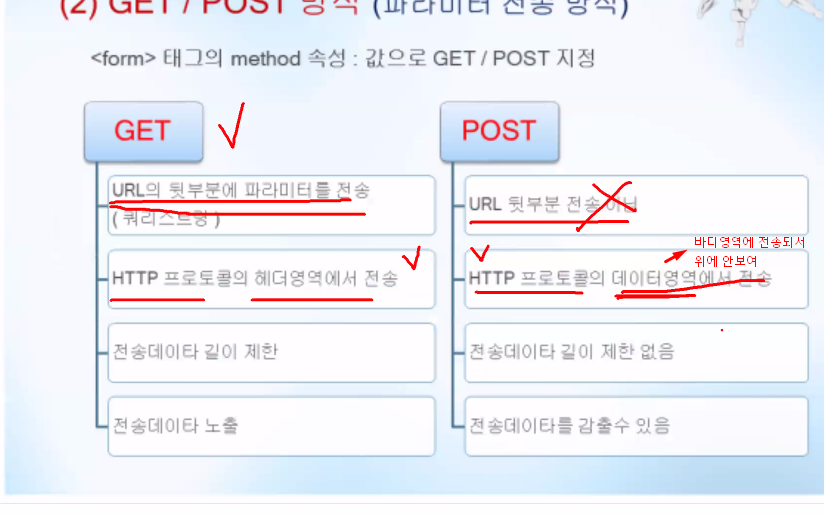 (2) GET / POST 방식 (파라미터 전송 방식)
<form> 태그의 method 속성 : 값으로 GET / POST 지정
GET
URL의 뒷부분에 파라미터를 전송
( 쿼리스트링 )
HTTP 프로토콜의 헤더영역에서 전송
전송데이타 길이 제한
전송데이타 노출
POST
URL 뒷부분 전송 아님
바디영역에 전송되서
위에 안보여
HTTP 프로토콜의 데이터영역에서 전송
전송데이타 길이 제한 없음
전송데이타를 감출수 있음